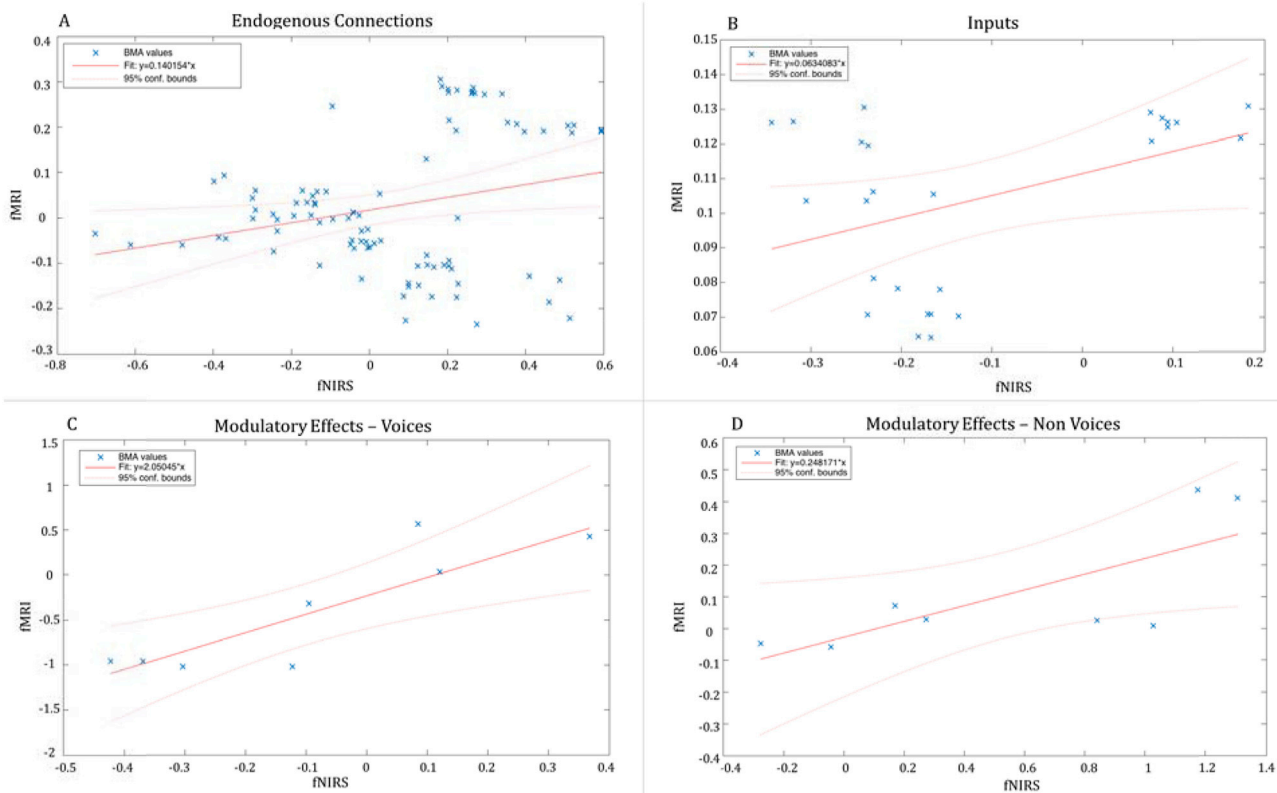 A
Endogenous Connections
0.4
0.3
0.2
0.1
0
-0.1
-0.2
-0.3
fMRI
BMA values
Fit: y=0.140154*x
95% conf. bounds
-0.8
-0.6
-0.4
-0.2
0
0.2
0.4
0.6
fNIRS
B
Inputs
0.15
0.14
0.13
0.12
0.11
0.1
0.09
0.08
0.07
0.06
fMRI
BMA values
Fit: y=0.0634083*x
95% conf. bounds
-0.4
-0.3
-0.2
-0.1
0
0.1
0.2
fNIRS
C
Modulatory Effects – Voices
1.5
1
0.5
0
-0.5
-1
-1.5
-2
fMRI
BMA values
Fit: y=2.05045*x
95% conf. bounds
-0.5
-0.4
-0.3
-0.2
-0.1
0
0.1
0.2
0.3
0.4
fNIRS
D
Modulatory Effects – Non Voices
0.6
0.5
0.4
0.3
0.2
0.1
0
-0.1
-0.2
-0.3
-0.4
fMRI
BMA values
Fit: y=0.248171*x
95% conf. bounds
-0.4
-0.2
0
0.2
0.4
0.6
0.8
1
1.2
1.4
fNIRS